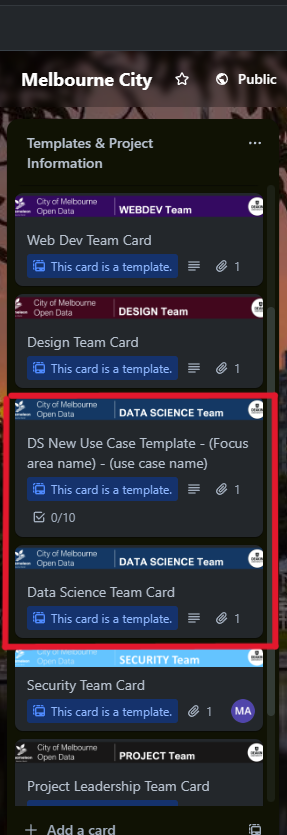 Melbourne City
Public
Templates & Project
Information
City of Melbourne
Open Data
WEBDEV Team
Web Dev Team Card
This card is a template.
1
City of Melbourne
Open Data
DESIGN Team
Design Team Card
This card is a template.
1
City of Melbourne
Open Data
DATA SCIENCE Team
DS New Use Case Template - (Focus
area name) - (use case name)
This card is a template.
1
0/10
City of Melbourne
Open Data
DATA SCIENCE Team
Data Science Team Card
This card is a template.
1
Open Data
SECURITY Team
Security Team Card
This card is a template.
1
MA
City of Melbourne
Open Data
PROJECT Team
Project Leadership Team Card
Add a card